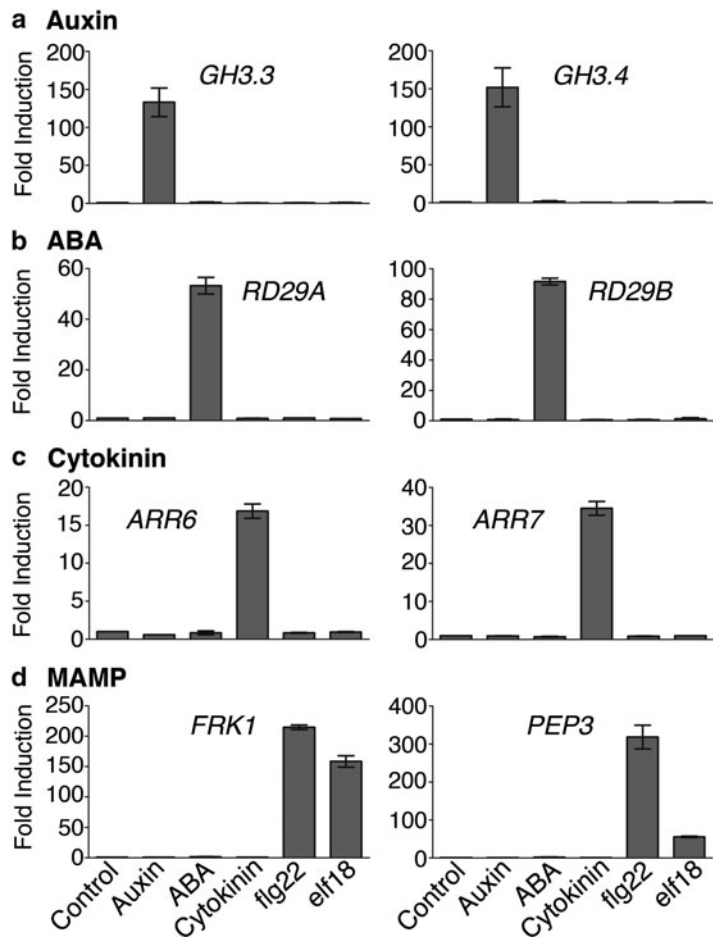 a Auxin
Fold Induction
200
150
100
50
0
GH3.3
200
150
100
50
0
GH3.4
b ABA
Fold Induction
60
40
20
0
RD29A
100
80
60
40
20
0
RD29B
c Cytokinin
Fold Induction
20
15
10
5
0
ARR6
40
30
20
10
0
ARR7
d MAMP
Fold Induction
250
200
150
100
50
0
FRK1
400
300
200
100
0
PEP3
Control
Auxin
ABA
Cytokinin
flg22
elf18
Control
Auxin
ABA
Cytokinin
flg22
elf18